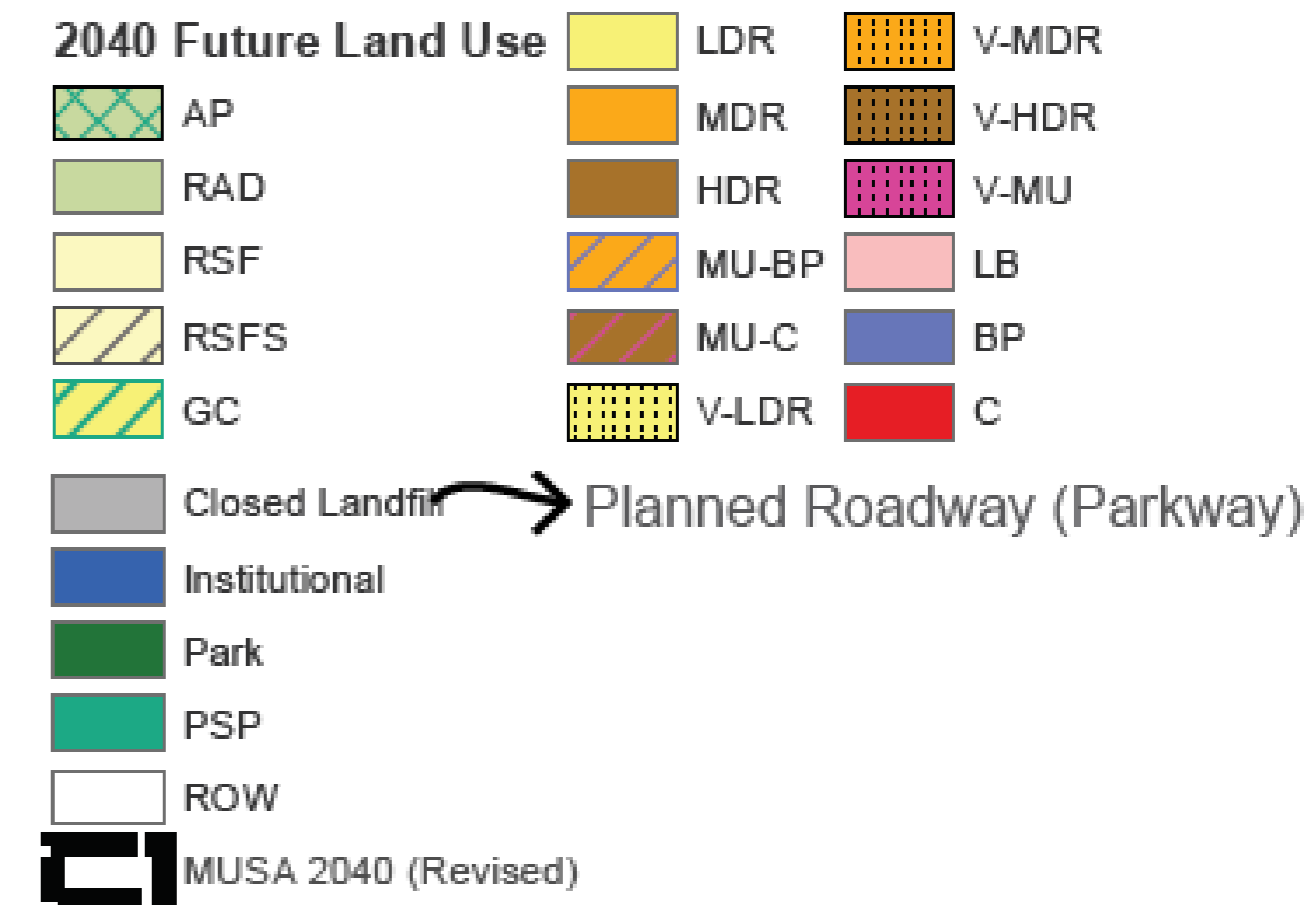 2040 Future Land Use
AP
RAD
RSF
RSFS
GC
LDR
MDR
HDR
MU-BP
MU-C
V-LDR
V-MDR
V-HDR
V-MU
LB
BP
C
Closed Landfill
Planned Roadway (Parkway)
Institutional
Park
PSP
ROW
MUSA 2040 (Revised)